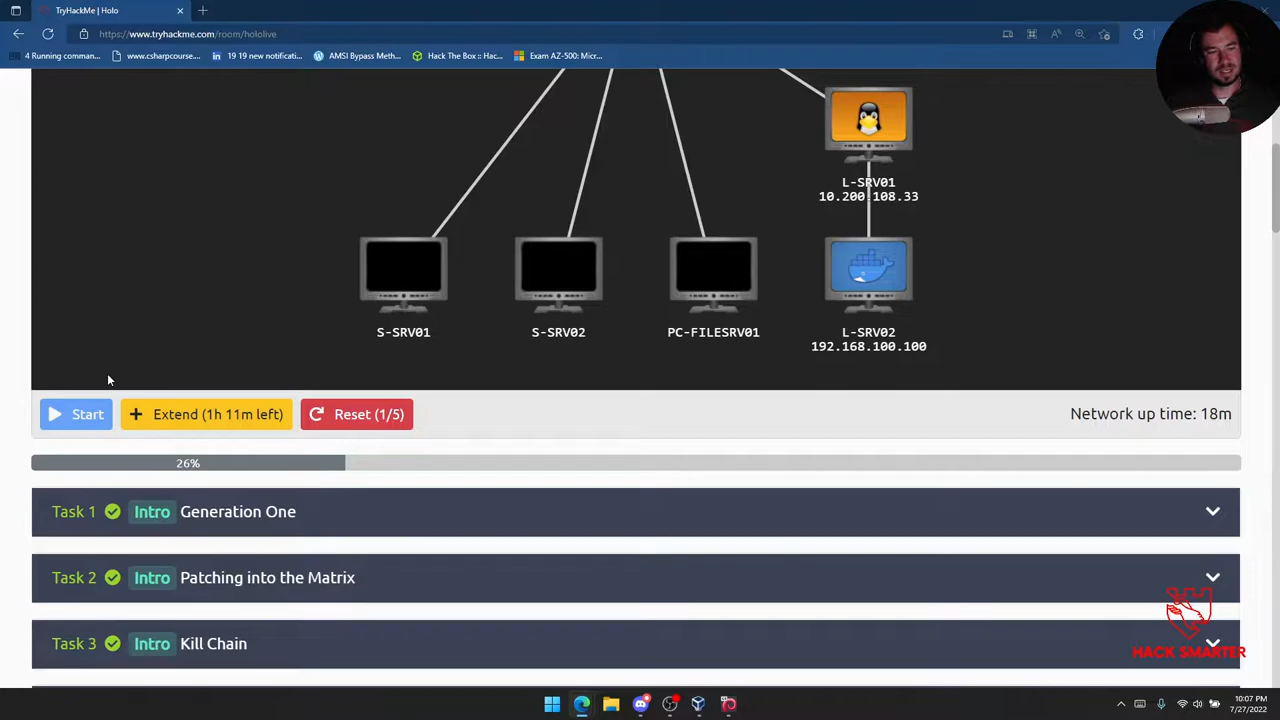 TryHackMe | Holo
https://www.tryhackme.com/room/hololive
4 Running comman...
www.csharpcourse....
19 19 new notificati...
AMSI Bypass Meth...
Hack The Box :: Hac...
Exam AZ-500: Micr...
L-SRV01
10.200.108.33
S-SRV01
S-SRV02
PC-FILESRV01
L-SRV02
192.168.100.100
Start
Extend (1h 11m left)
Reset (1/5)
Network up time: 18m
26%
Task 1 Intro Generation One
Task 2 Intro Patching into the Matrix
Task 3 Intro Kill Chain
HACK SMARTER
10:07 PM
7/27/2022